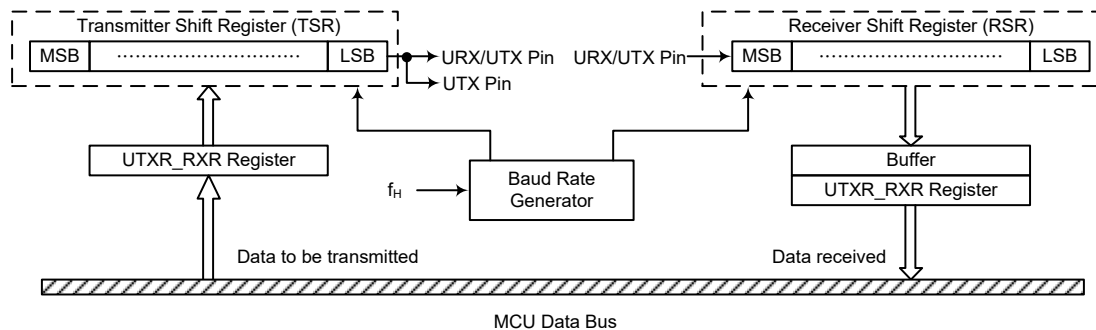 Transmitter Shift Register (TSR)
MSB ………………………… LSB
URX/UTX Pin
UTX Pin
Receiver Shift Register (RSR)
URX/UTX Pin
MSB ………………………… LSB
UTXR_RXR Register
Baud Rate
Generator
fH
Buffer
UTXR_RXR Register
Data to be transmitted
Data received
MCU Data Bus